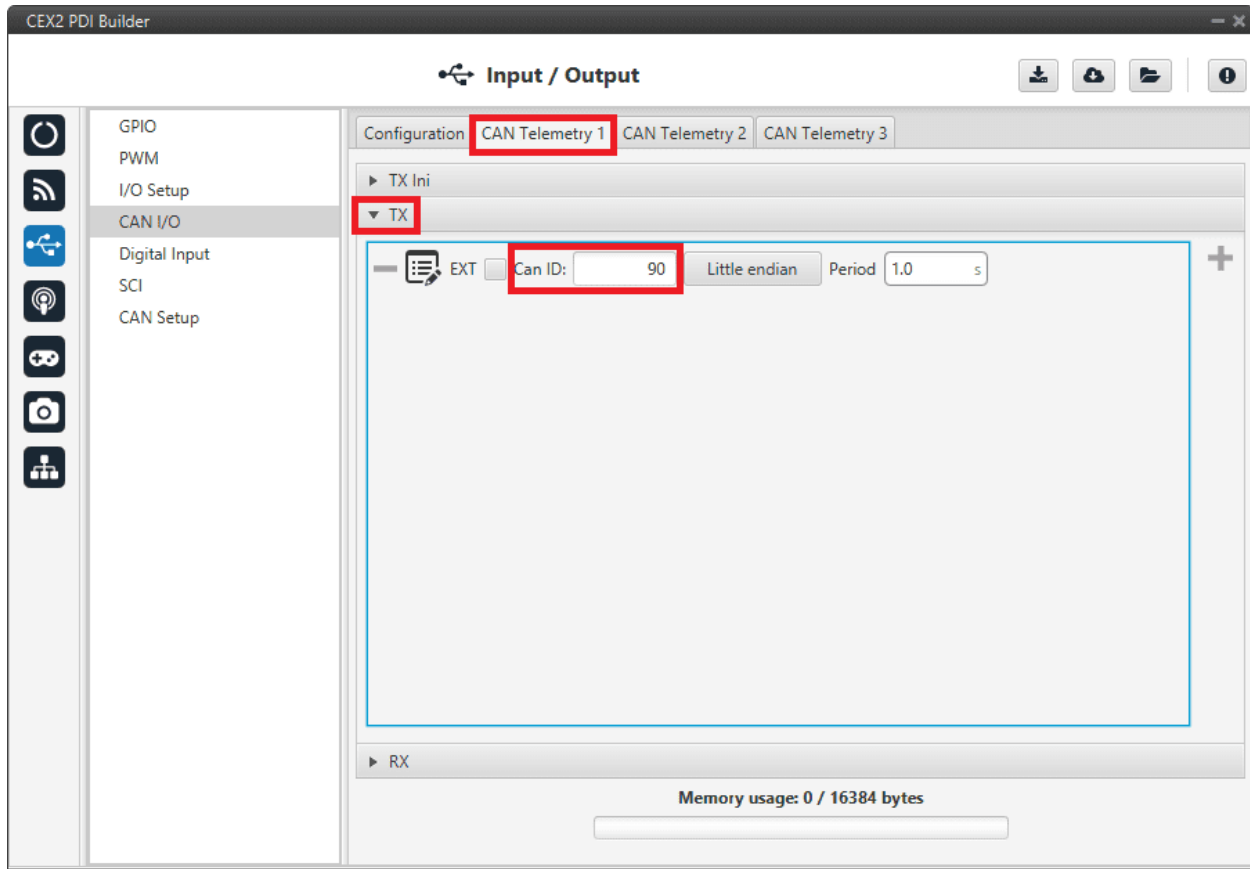 CEX2 PDI Builder
Input / Output
GPIO
PWM
I/O Setup
CAN I/O
Digital Input
SCI
CAN Setup
Configuration CAN Telemetry 1 CAN Telemetry 2 CAN Telemetry 3
TX Ini
TX
EXT Can ID: 90 Little endian Period 1.0 s
RX
Memory usage: 0 / 16384 bytes